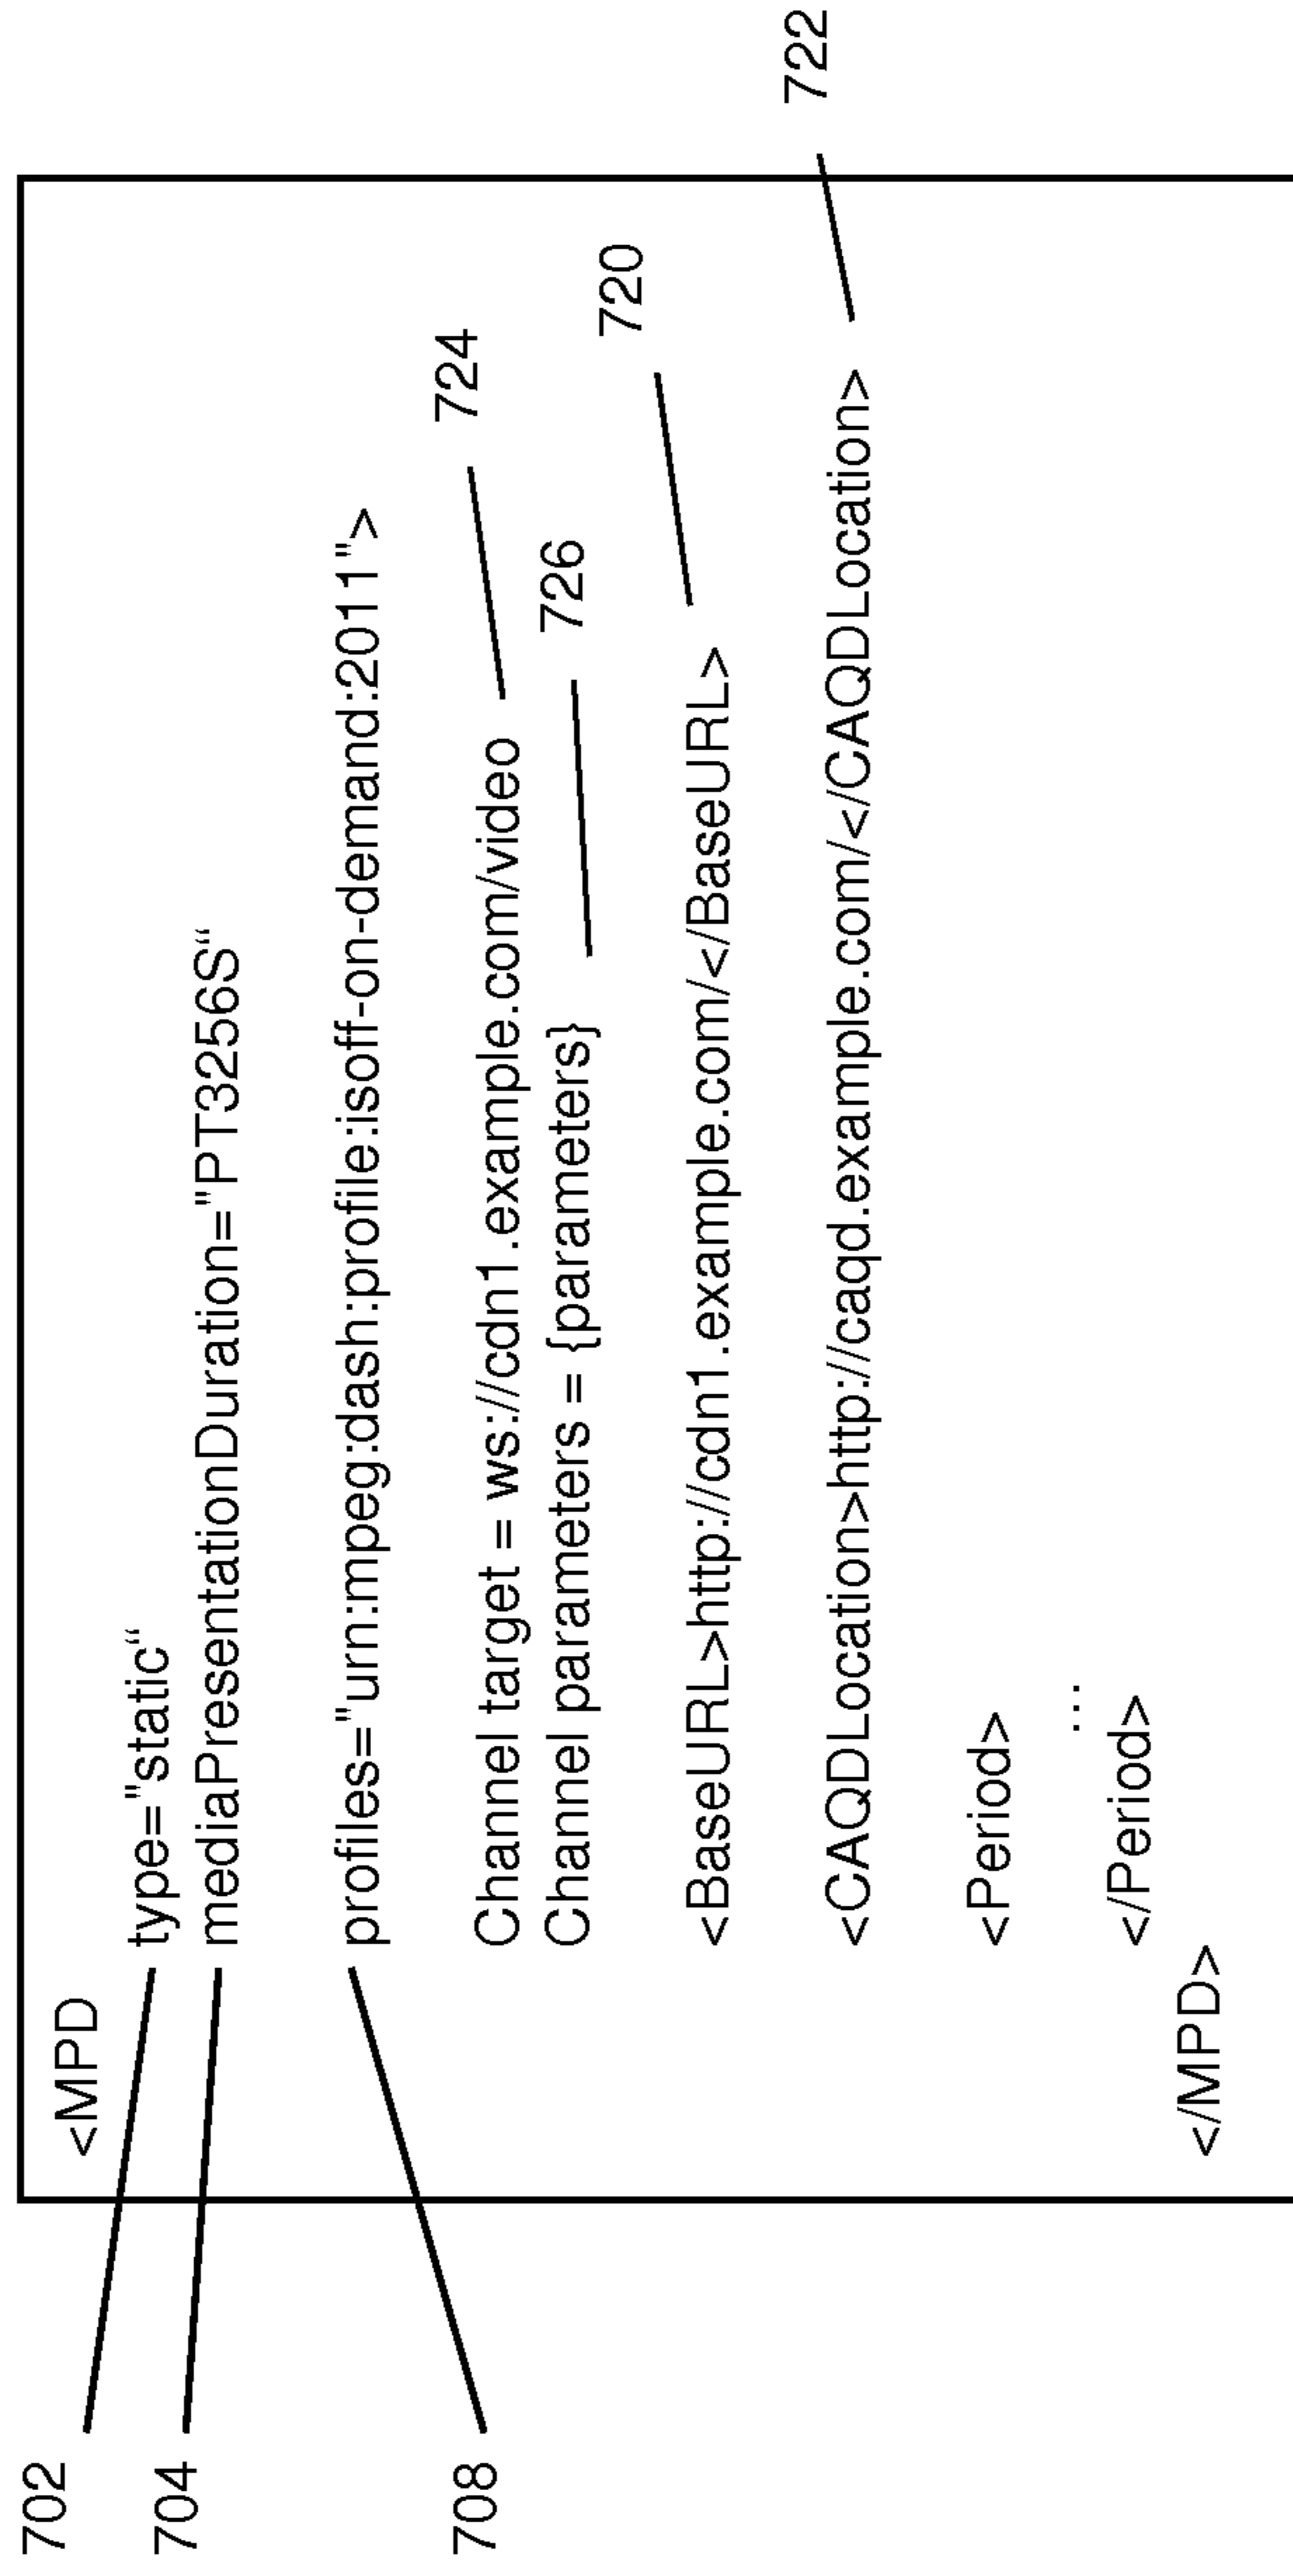 <MPD
702
type="static“
704
mediaPresentationDuration="PT3256S“
708
profiles="urn:mpeg:dash:profile:isoff-on-demand:2011">
Channel target = ws://cdn1.example.com/video
724
Channel parameters = {parameters}
726
<BaseURL>http://cdn1.example.com/</BaseURL>
720
<CAQDLocation>http://caqd.example.com/</CAQDLocation>
722
<Period>
...
</Period>
</MPD>